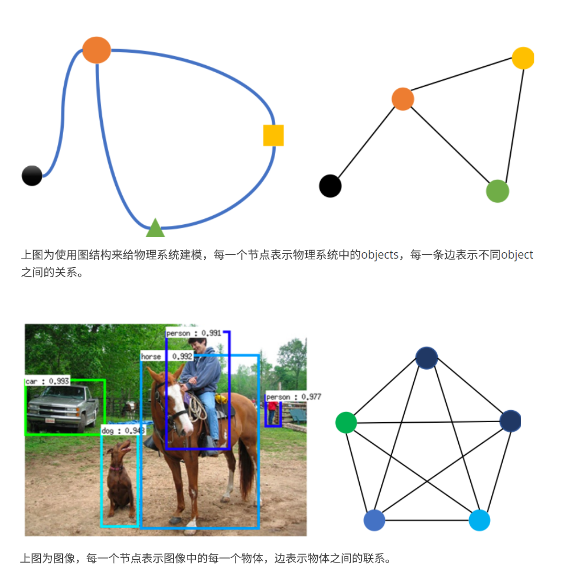 上图为使用图结构来给物理系统建模，每一个节点表示物理系统中的objects，每一条边表示不同object
之间的关系。
person : 0.991
horse : 0.992
car : 0.993
person : 0.977
dog : 0.943
上图为图像，每一个节点表示图像中的每一个物体，边表示物体之间的联系。